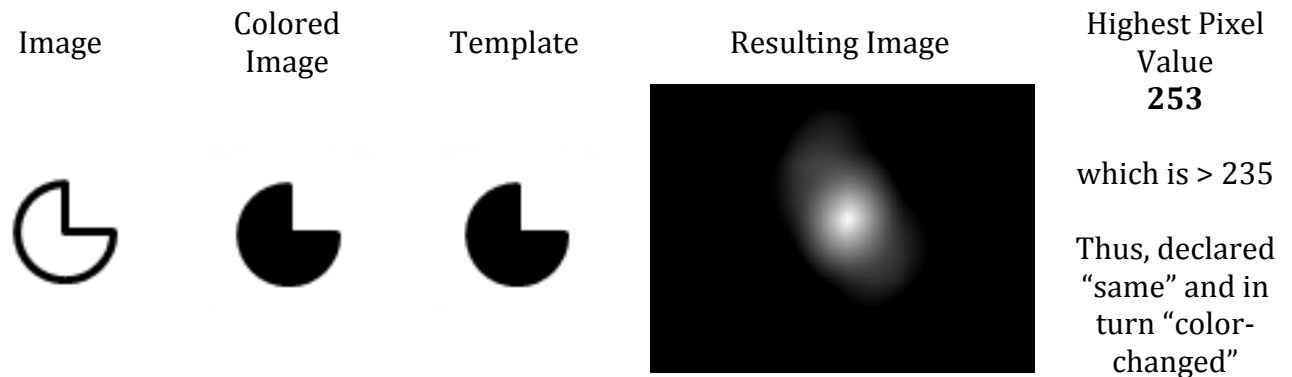 Image
Colored
Image
Template
Resulting Image
Highest Pixel
Value
253
which is > 235
Thus, declared
“same” and in
turn “color-
changed”